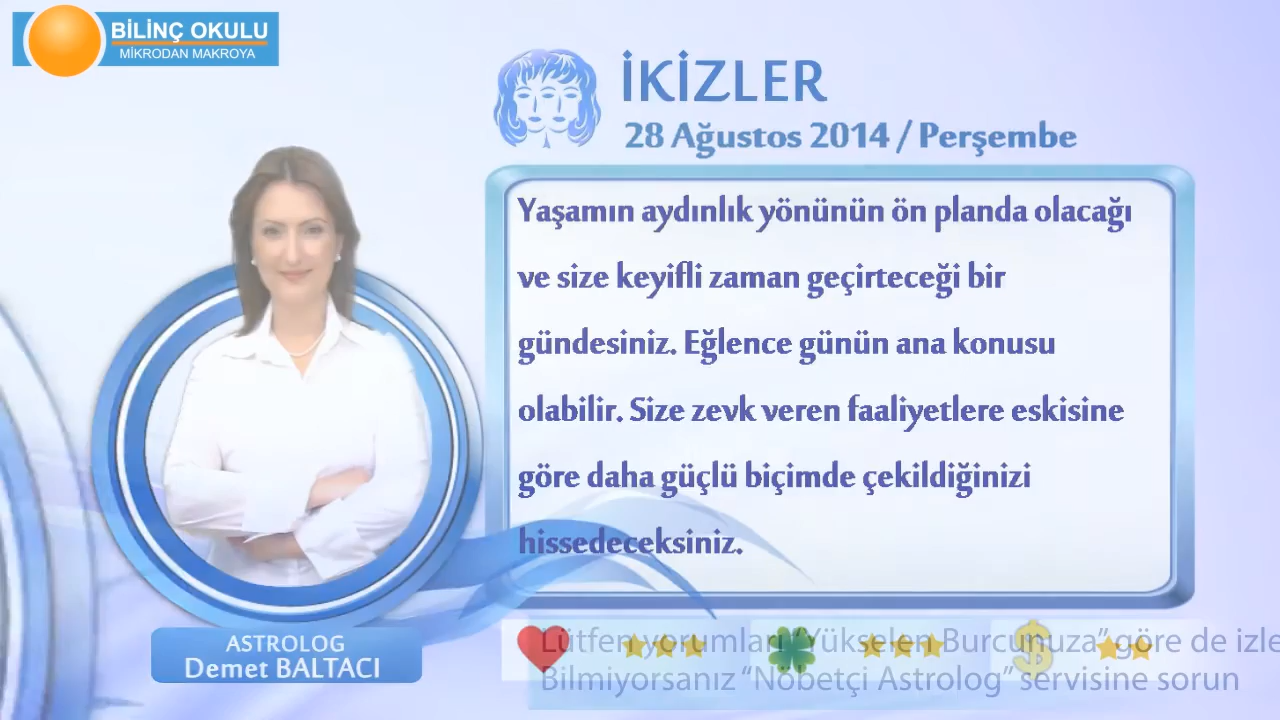 BİLİNÇ OKULU
MİKRODAN MAKROYA
İKİZLER
28 Ağustos 2014 / Perşembe
Yaşamın aydınlık yönünün ön planda olacağı
ve size keyifli zaman geçirteceği bir
gündesiniz. Eğlence günün ana konusu
olabilir. Size zevk veren faaliyetlere eskisine
göre daha güçlü biçimde çekildiğinizi
hissedeceksiniz.
ASTROLOG
Demet BALTACI
Lütfen yorumları "Yükselen Burcunuza" göre de izle
Bilmiyorsanız “Nöbetçi Astrolog” servisine sorun